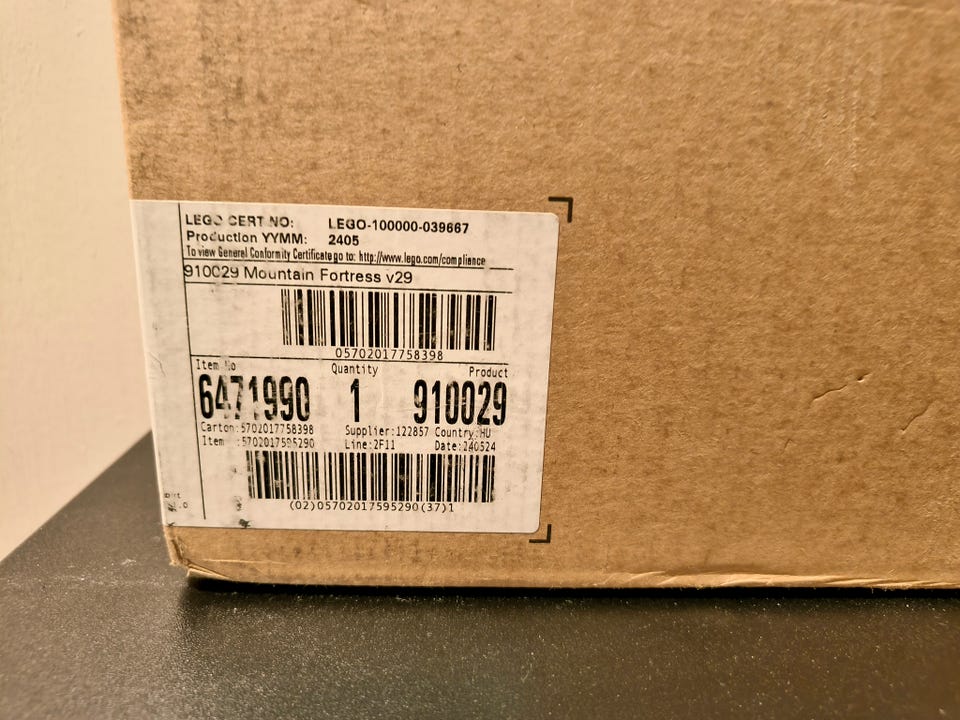 LEGO CERT NO: LEGO-100000-039667
Production YYMM: 2405
To view General Conformity Certificate go to: http://www.lego.com/compliance
910029 Mountain Fortress v29
05702017758398
Item No Quantity Product
6471990 1 910029
Carton:5702017758398 Supplier:122857 Country:HU
Item :5702017595290 Line:2F11 Date:240524
(02)05702017595290(37)1